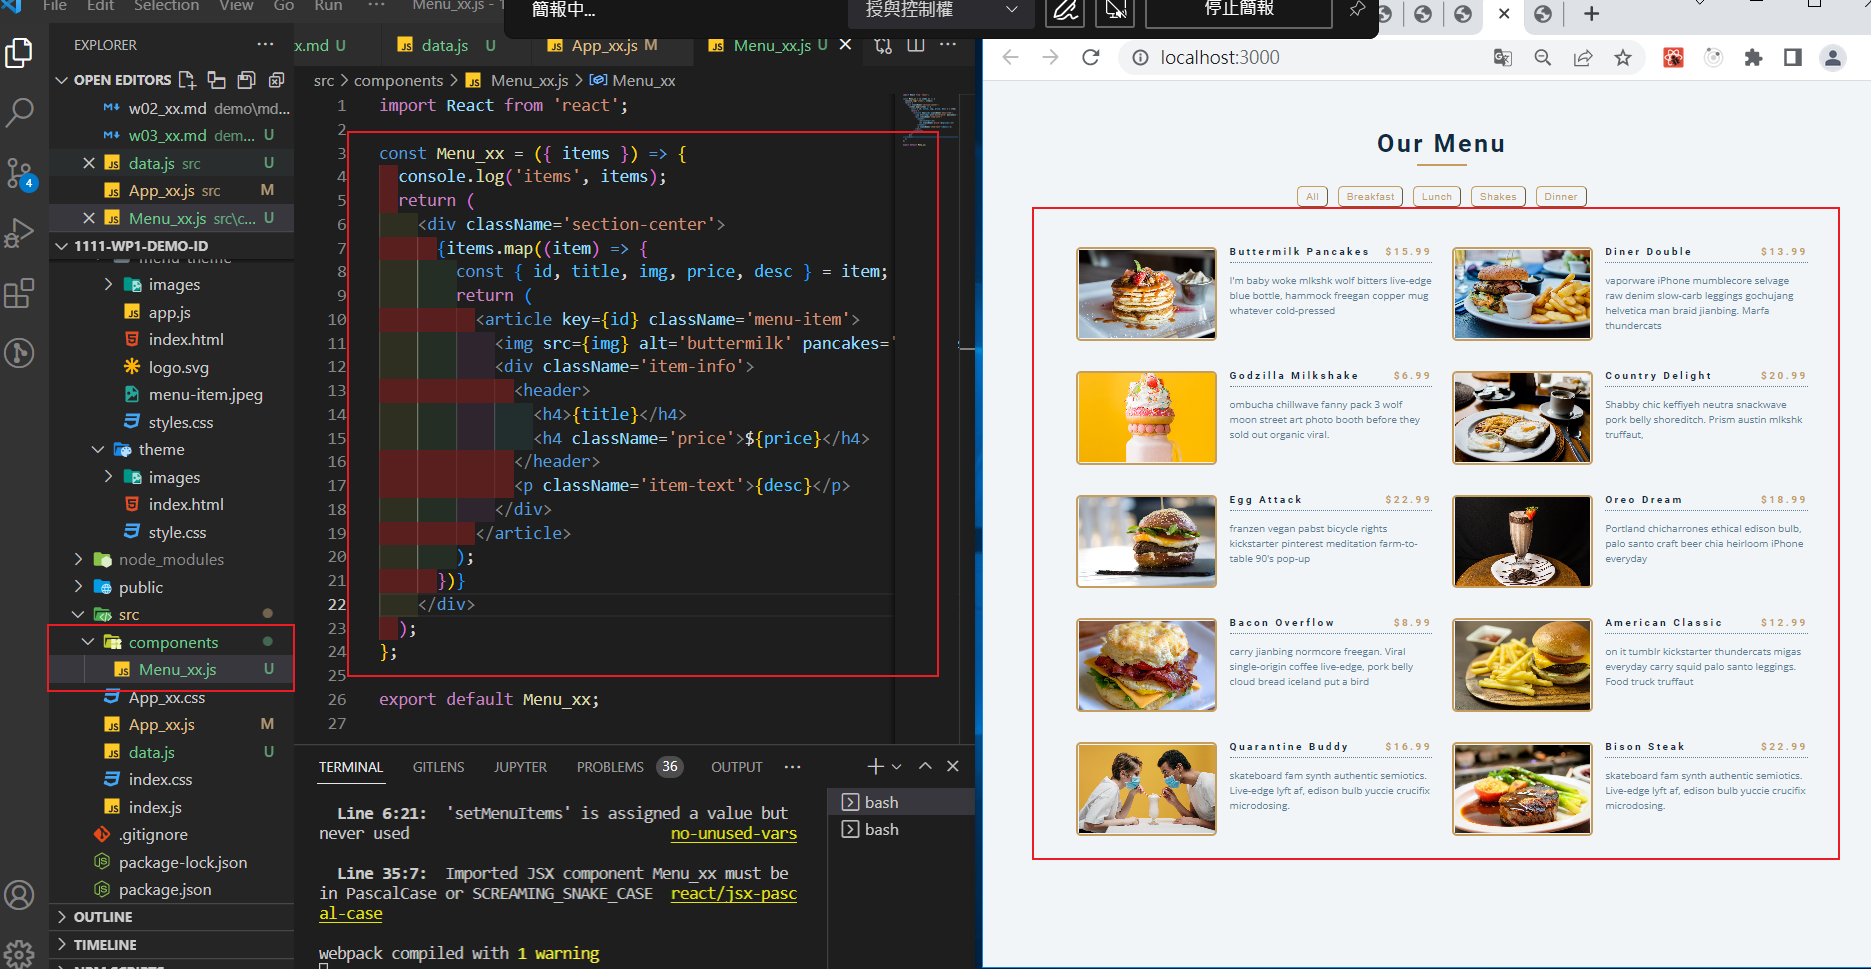 File Edit Selection View Go Run ··· Menu_xx.js -
簡報中...
授與控制權
停止簡報
EXPLORER
OPEN EDITORS
w02_xx.md demo\md...
w03_xx.md dem... U
data.js src U
App_xx.js src M
Menu_xx.js src\c... U
1111-WP1-DEMO-ID
menu-theme
images
app.js
index.html
logo.svg
menu-item.jpeg
styles.css
theme
images
index.html
style.css
node_modules
public
src
components
Menu_xx.js U
App_xx.css
App_xx.js M
data.js U
index.css
index.js
.gitignore
package-lock.json
package.json
OUTLINE
TIMELINE
NPM SCRIPTS
x.md U data.js U App_xx.js M Menu_xx.js U
src > components > Menu_xx.js > Menu_xx
1 import React from 'react';
2
3 const Menu_xx = ({ items }) => {
4 console.log('items', items);
5 return (
6 <div className='section-center'>
7 {items.map((item) => {
8 const { id, title, img, price, desc } = item;
9 return (
10 <article key={id} className='menu-item'>
11 <img src={img} alt='buttermilk' pancakes='
12 <div className='item-info'>
13 <header>
14 <h4>{title}</h4>
15 <h4 className='price'>${price}</h4>
16 </header>
17 <p className='item-text'>{desc}</p>
18 </div>
19 </article>
20 );
21 })}
22 </div>
23 );
24 };
25
26 export default Menu_xx;
27
TERMINAL GITLENS JUPYTER PROBLEMS 36 OUTPUT ···
Line 6:21: 'setMenuItems' is assigned a value but
never used no-unused-vars
Line 35:7: Imported JSX component Menu_xx must be
in PascalCase or SCREAMING_SNAKE_CASE react/jsx-pasc
al-case
webpack compiled with 1 warning
bash
bash
4
localhost:3000
Our Menu
All Breakfast Lunch Shakes Dinner
Buttermilk Pancakes $15.99
I'm baby woke mlkshk wolf bitters live-edge
blue bottle, hammock freegan copper mug
whatever cold-pressed
Diner Double $13.99
vaporware iPhone mumblecore selvage
raw denim slow-carb leggings gochujang
helvetica man braid jianbing. Marfa
thundercats
Godzilla Milkshake $6.99
ombucha chillwave fanny pack 3 wolf
moon street art photo booth before they
sold out organic viral.
Country Delight $20.99
Shabby chic keffiyeh neutra snackwave
pork belly shoreditch. Prism austin mlkshk
truffaut,
Egg Attack $22.99
franzen vegan pabst bicycle rights
kickstarter pinterest meditation farm-to-
table 90's pop-up
Oreo Dream $18.99
Portland chicharrones ethical edison bulb,
palo santo craft beer chia heirloom iPhone
everyday
Bacon Overflow $8.99
carry jianbing normcore freegan. Viral
single-origin coffee live-edge, pork belly
cloud bread iceland put a bird
American Classic $12.99
on it tumblr kickstarter thundercats migas
everyday carry squid palo santo leggings.
Food truck truffaut
Quarantine Buddy $16.99
skateboard fam synth authentic semiotics.
Live-edge lyft af, edison bulb yuccie crucifix
microdosing.
Bison Steak $22.99
skateboard fam synth authentic semiotics.
Live-edge lyft af, edison bulb yuccie crucifix
microdosing.